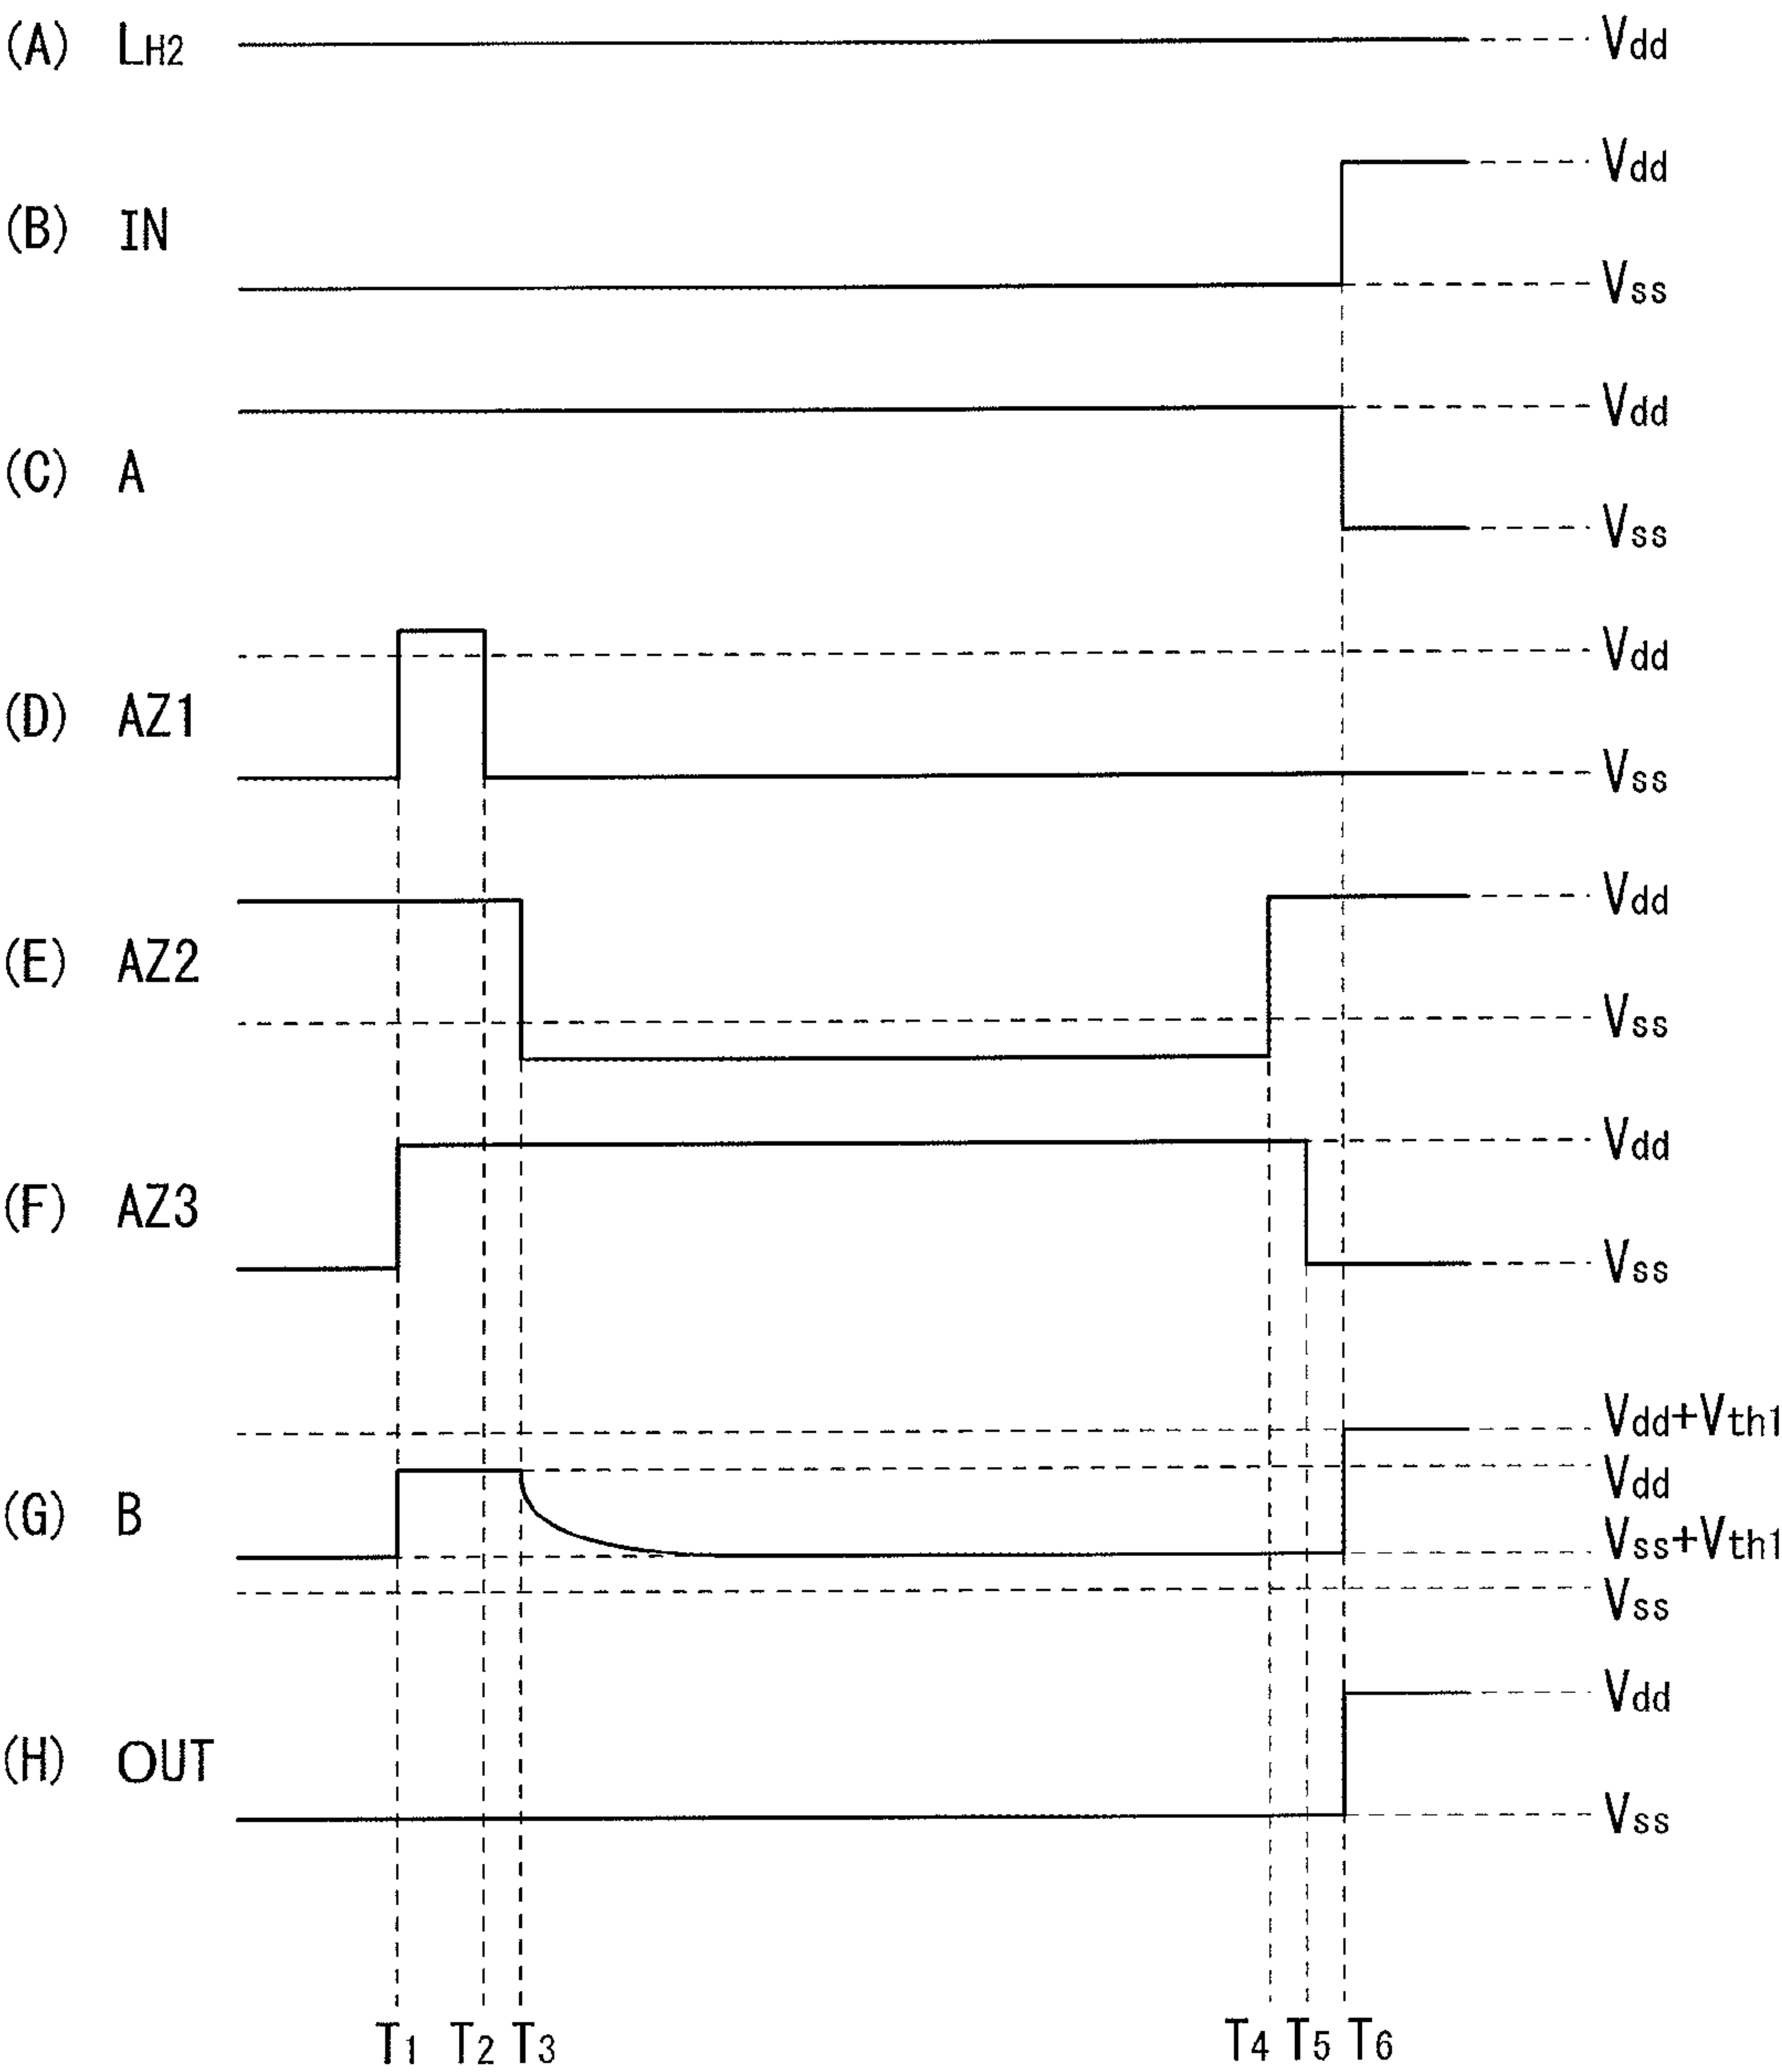 (A) LH2 Vdd
Vdd
(B) IN
Vss
Vdd
(C) A
Vss
Vdd
(D) AZ1
Vss
Vdd
(E) AZ2
Vss
Vdd
(F) AZ3
Vss
Vdd+Vth1
Vdd
(G) B
Vss+Vth1
Vss
Vdd
(H) OUT
Vss
T1 T2 T3 T4 T5 T6